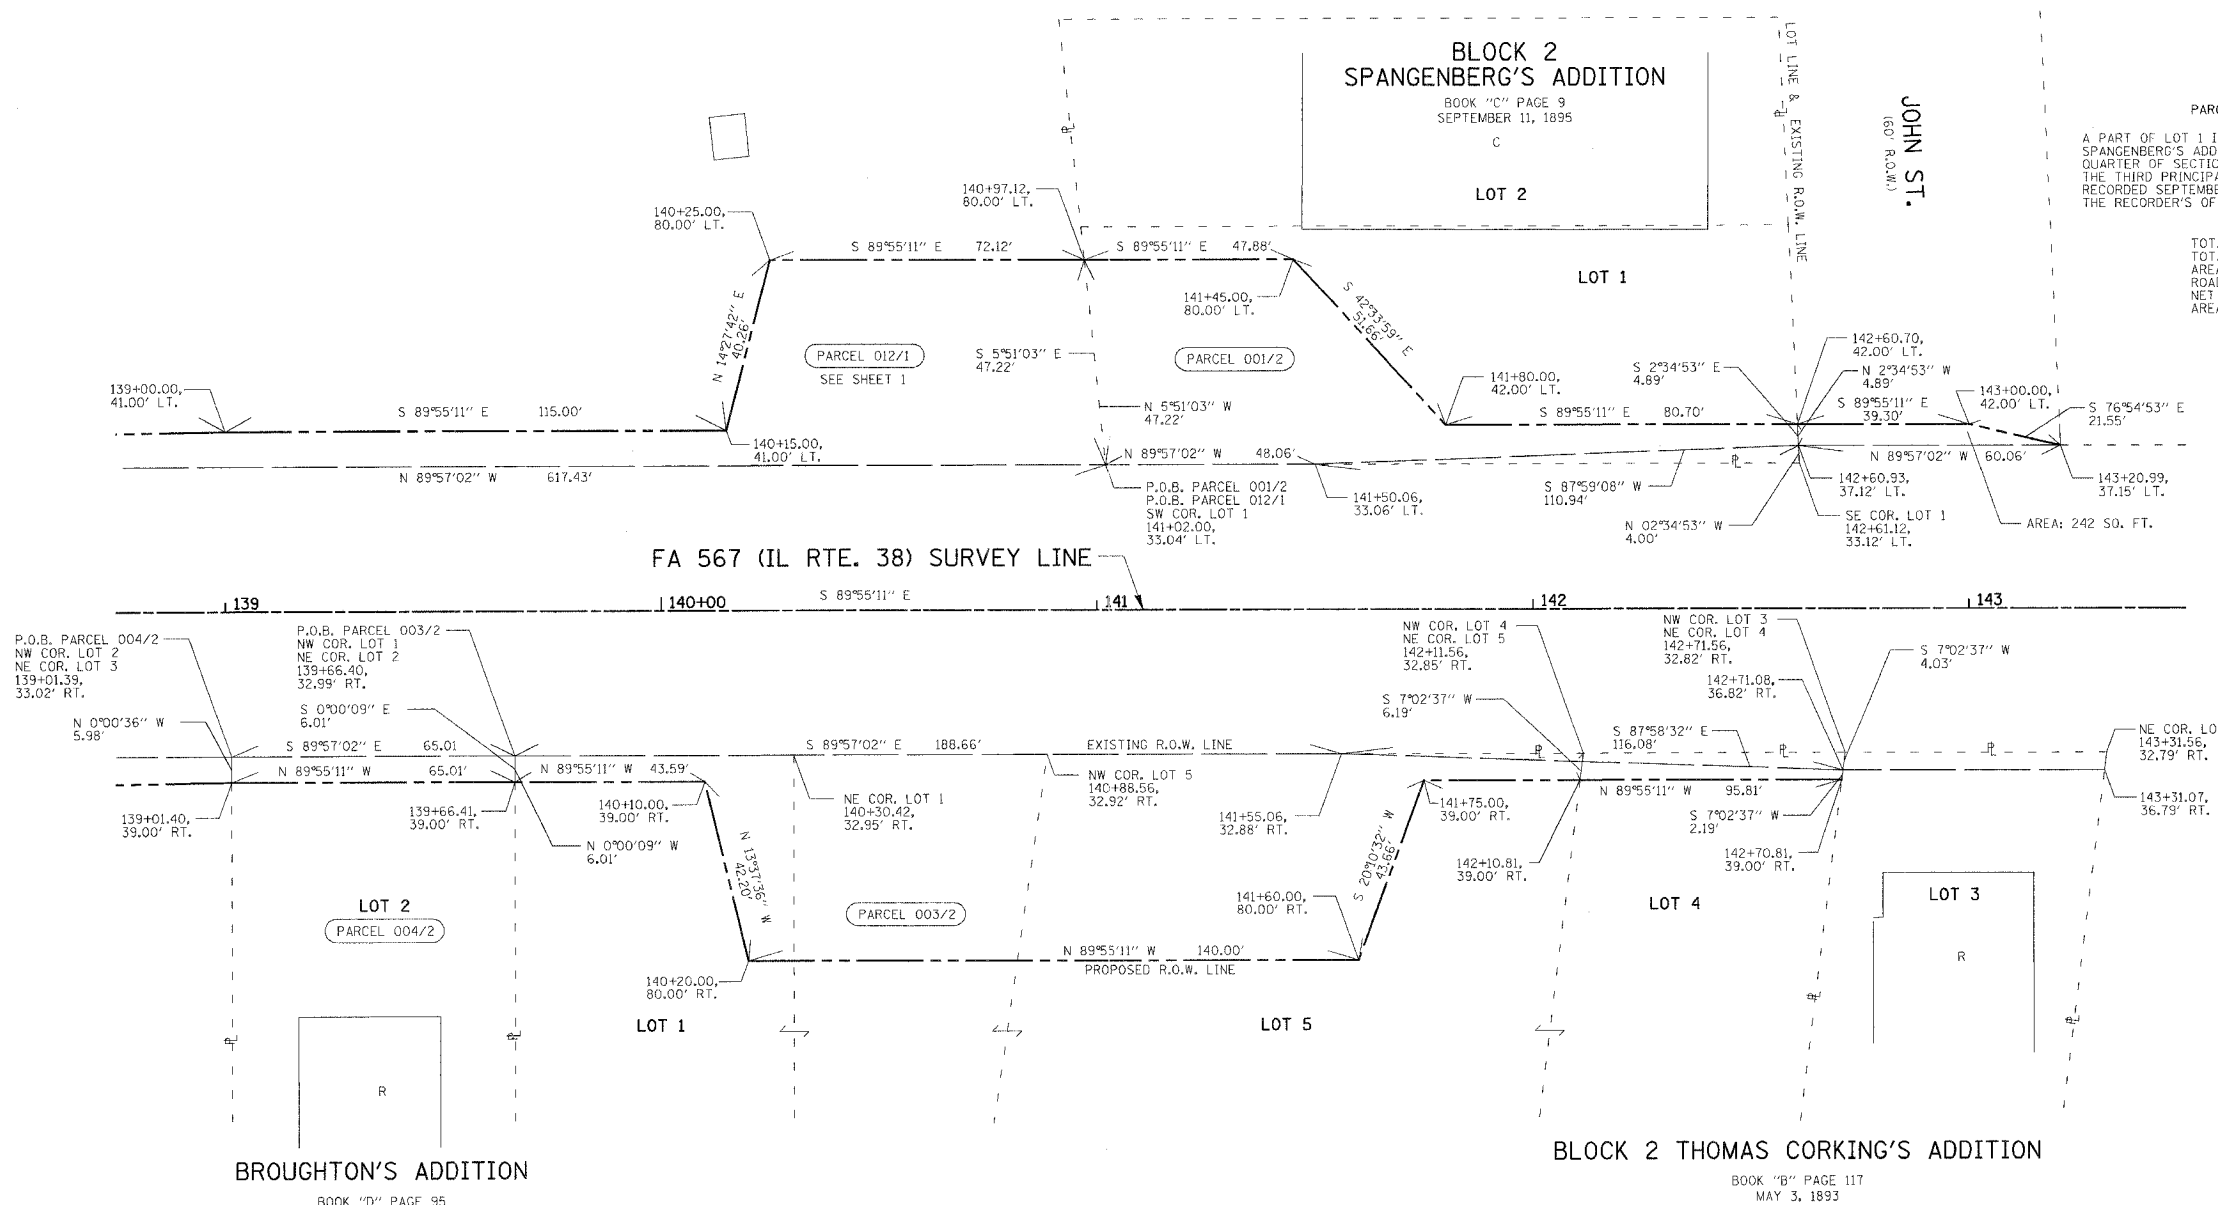 BLOCK 2
SPANGENBERG'S ADDITION
BOOK "C" PAGE 9
SEPTEMBER 11, 1895
C
LOT 2
LOT LINE & EXISTING R.O.W. LINE
JOHN ST.
(60' R.O.W.)
PARC
A PART OF LOT 1 I
SPANGENBERG'S ADD
QUARTER OF SECTIO
THE THIRD PRINCIPA
RECORDED SEPTEMBE
THE RECORDER'S OF
TOT
TOT
AREA
ROAD
NET
AREA
140+25.00,
80.00' LT.
140+97.12,
80.00' LT.
S 89°55'11" E 72.12'
S 89°55'11" E 47.88'
LOT 1
141+45.00,
80.00' LT.
N 14°27'42" E
40.26'
S 42°33'59" E
51.66'
PARCEL 012/1
SEE SHEET 1
S 5°51'03" E
47.22'
PARCEL 001/2
139+00.00,
41.00' LT.
S 89°55'11" E 115.00'
140+15.00,
41.00' LT.
N 5°51'03" W
47.22'
141+80.00,
42.00' LT.
S 2°34'53" E
4.89'
142+60.70,
42.00' LT.
N 2°34'53" W
4.89'
S 89°55'11" E 80.70'
S 89°55'11" E
39.30'
143+00.00,
42.00' LT.
S 76°54'53" E
21.55'
N 89°57'02" W 617.43'
N 89°57'02" W 48.06'
N 89°57'02" W 60.06'
P.O.B. PARCEL 001/2
P.O.B. PARCEL 012/1
SW COR. LOT 1
141+02.00,
33.04' LT.
141+50.06,
33.06' LT.
S 87°59'08" W
110.94'
N 02°34'53" W
4.00'
142+60.93,
37.12' LT.
SE COR. LOT 1
142+61.12,
33.12' LT.
143+20.99,
37.15' LT.
AREA: 242 SQ. FT.
FA 567 (IL RTE. 38) SURVEY LINE
S 89°55'11" E
139
140+00
141
142
143
P.O.B. PARCEL 004/2
NW COR. LOT 2
NE COR. LOT 3
139+01.39,
33.02' RT.
P.O.B. PARCEL 003/2
NW COR. LOT 1
NE COR. LOT 2
139+66.40,
32.99' RT.
NW COR. LOT 4
NE COR. LOT 5
142+11.56,
32.85' RT.
NW COR. LOT 3
NE COR. LOT 4
142+71.56,
32.82' RT.
S 7°02'37" W
4.03'
142+71.08,
36.82' RT.
N 0°00'36" W
5.98'
S 0°00'09" E
6.01'
S 7°02'37" W
6.19'
S 89°57'02" E 65.01
S 89°57'02" E 188.66'
EXISTING R.O.W. LINE
S 87°58'32" E
116.08'
NE COR. LO
143+31.56,
32.79' RT.
N 89°55'11" W 65.01'
N 89°55'11" W 43.59'
NW COR. LOT 5
140+88.56,
32.92' RT.
NE COR. LOT 1
140+30.42,
32.95' RT.
139+01.40,
39.00' RT.
139+66.41,
39.00' RT.
140+10.00,
39.00' RT.
N 0°00'09" W
6.01'
141+55.06,
32.88' RT.
141+75.00,
39.00' RT.
N 89°55'11" W 95.81'
S 7°02'37" W
2.19'
143+31.07,
36.79' RT.
142+10.81,
39.00' RT.
142+70.81,
39.00' RT.
N 13°37'36" W
42.20'
S 20°10'32" W
43.66'
LOT 2
PARCEL 004/2
PARCEL 003/2
141+60.00,
80.00' RT.
LOT 4
LOT 3
R
N 89°55'11" W 140.00'
PROPOSED R.O.W. LINE
140+20.00,
80.00' RT.
LOT 1
LOT 5
R
BROUGHTON'S ADDITION
BOOK "D" PAGE 95
BLOCK 2 THOMAS CORKING'S ADDITION
BOOK "B" PAGE 117
MAY 3, 1893